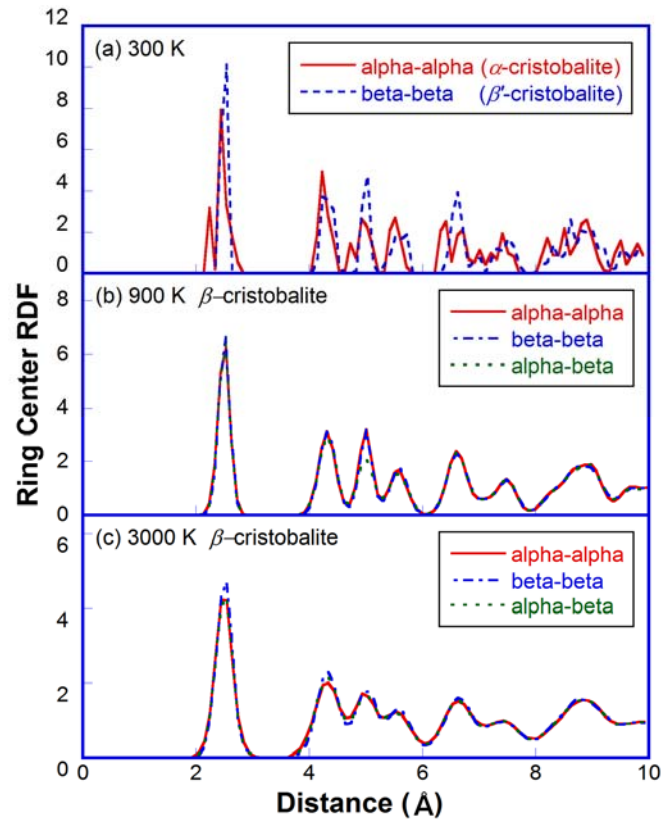 12
(a) 300 K
10
alpha-alpha (α-cristobalite)
beta-beta (β'-cristobalite)
8
6
4
2
0
(b) 900 K β–cristobalite
8
alpha-alpha
beta-beta
alpha-beta
6
4
2
0
(c) 3000 K β–cristobalite
6
alpha-alpha
beta-beta
alpha-beta
4
2
0
Ring Center RDF
0 2 4 6 8 10
Distance (Å)